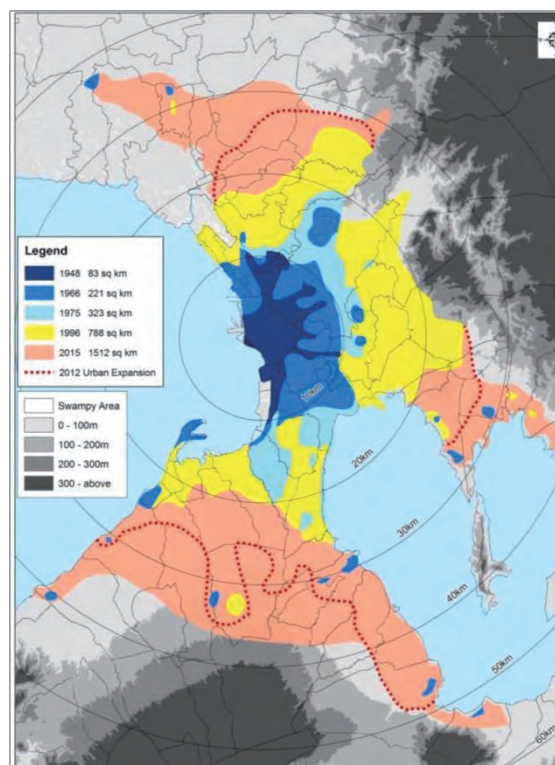 Legend
1948 83 sq km
1966 221 sq km
1975 323 sq km
1996 788 sq km
2015 1512 sq km
2012 Urban Expansion
Swampy Area
0 - 100m
100 - 200m
200 - 300m
300 - above
10km
20km
30km
40km
50km
60km